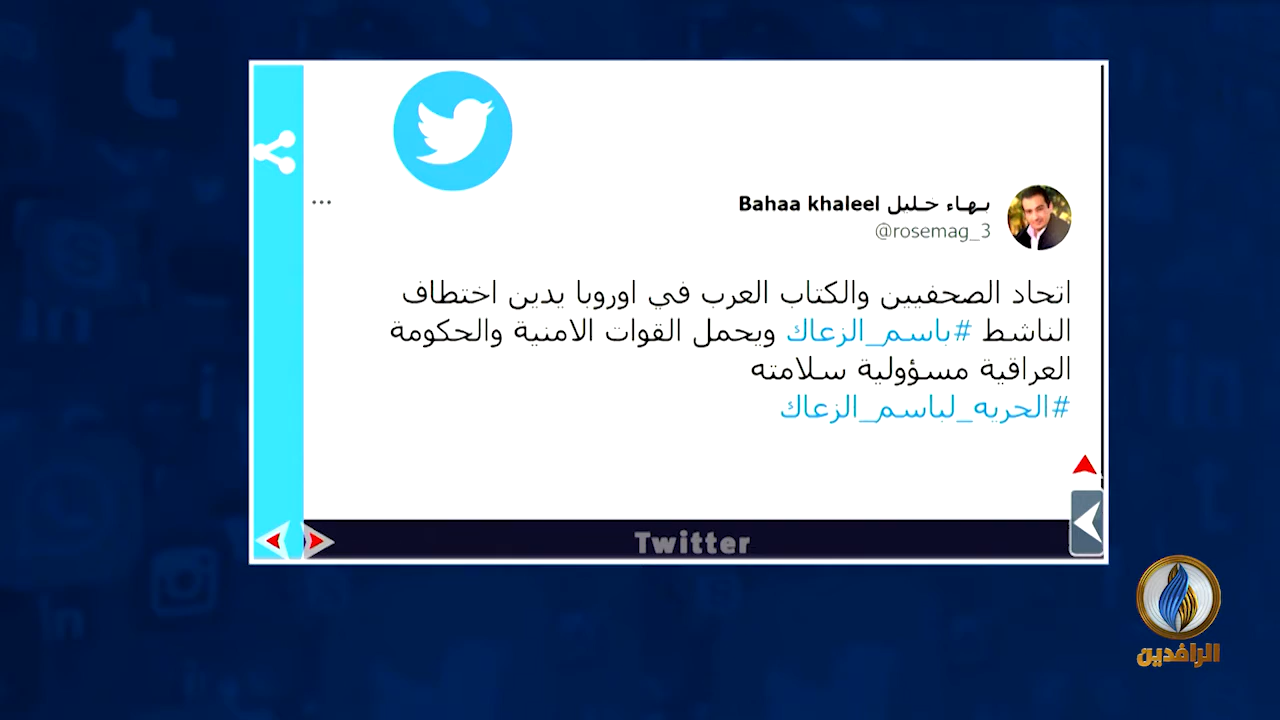 بهاء خليل Bahaa khaleel
@rosemag_3
اتحاد الصحفيين والكتاب العرب في اوروبا يدين اختطاف
الناشط #باسم_الزعاك ويحمل القوات الامنية والحكومة
العراقية مسؤولية سلامته
#الحريه_لباسم_الزعاك
Twitter
الرافدين